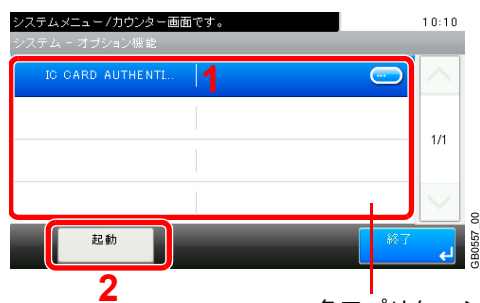 システムメニュー/カウンター画面です。 10:10
システム - オプション機能
IC CARD AUTHENTI.. 1
1/1
起動 終了
2
GB0557_00